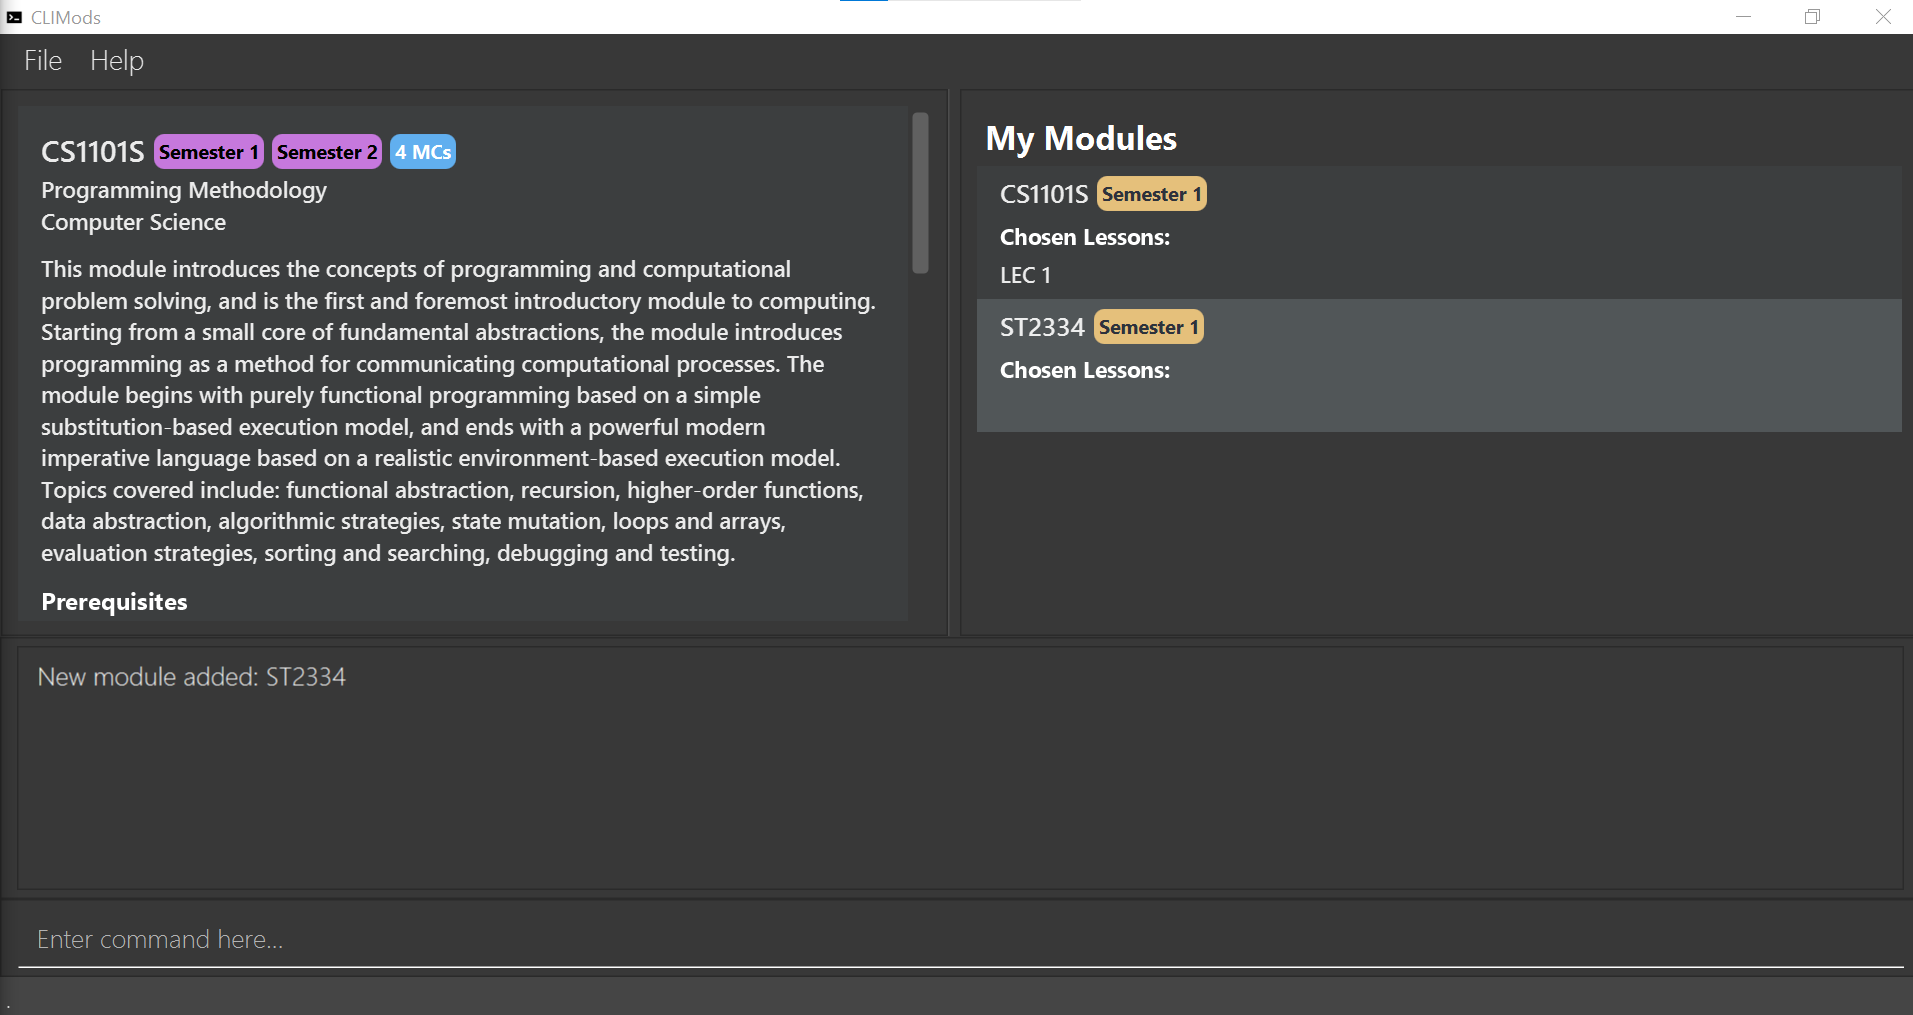 CLIMods
File Help
CS1101S Semester 1 Semester 2 4 MCs
Programming Methodology
Computer Science
This module introduces the concepts of programming and computational
problem solving, and is the first and foremost introductory module to computing.
Starting from a small core of fundamental abstractions, the module introduces
programming as a method for communicating computational processes. The
module begins with purely functional programming based on a simple
substitution-based execution model, and ends with a powerful modern
imperative language based on a realistic environment-based execution model.
Topics covered include: functional abstraction, recursion, higher-order functions,
data abstraction, algorithmic strategies, state mutation, loops and arrays,
evaluation strategies, sorting and searching, debugging and testing.
Prerequisites
My Modules
CS1101S Semester 1
Chosen Lessons:
LEC 1
ST2334 Semester 1
Chosen Lessons:
New module added: ST2334
Enter command here...
.